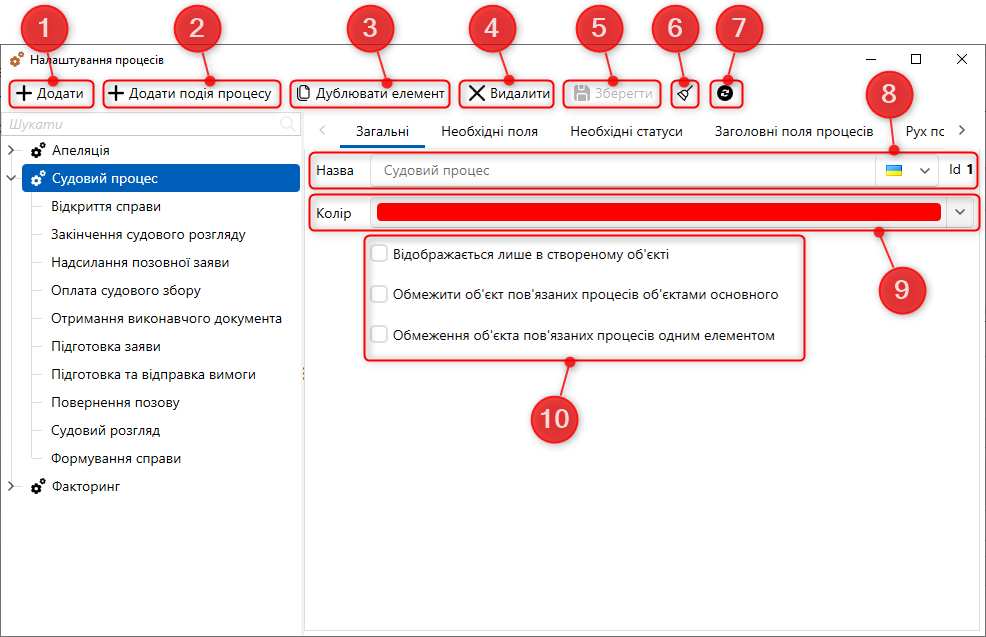 1 2 3 4 5 6 7
Налаштування процесів
Додати Додати подія процесу Дублювати елемент Видалити Зберегти
8
Шукати
Загальні Необхідні поля Необхідні статуси Заголовні поля процесів Рух пс
Апеляція
Назва Судовий процес Id 1
Судовий процес
Відкриття справи
Колір
Закінчення судового розгляду
Відображається лише в створеному об'єкті
Надсилання позовної заяви
Обмежити об'єкт пов'язаних процесів об'єктами основного
9
Оплата судового збору
Отримання виконавчого документа
Обмеження об'єкта пов'язаних процесів одним елементом
Підготовка заяви
Підготовка та відправка вимоги
Повернення позову
10
Судовий розгляд
Формування справи
Факторинг